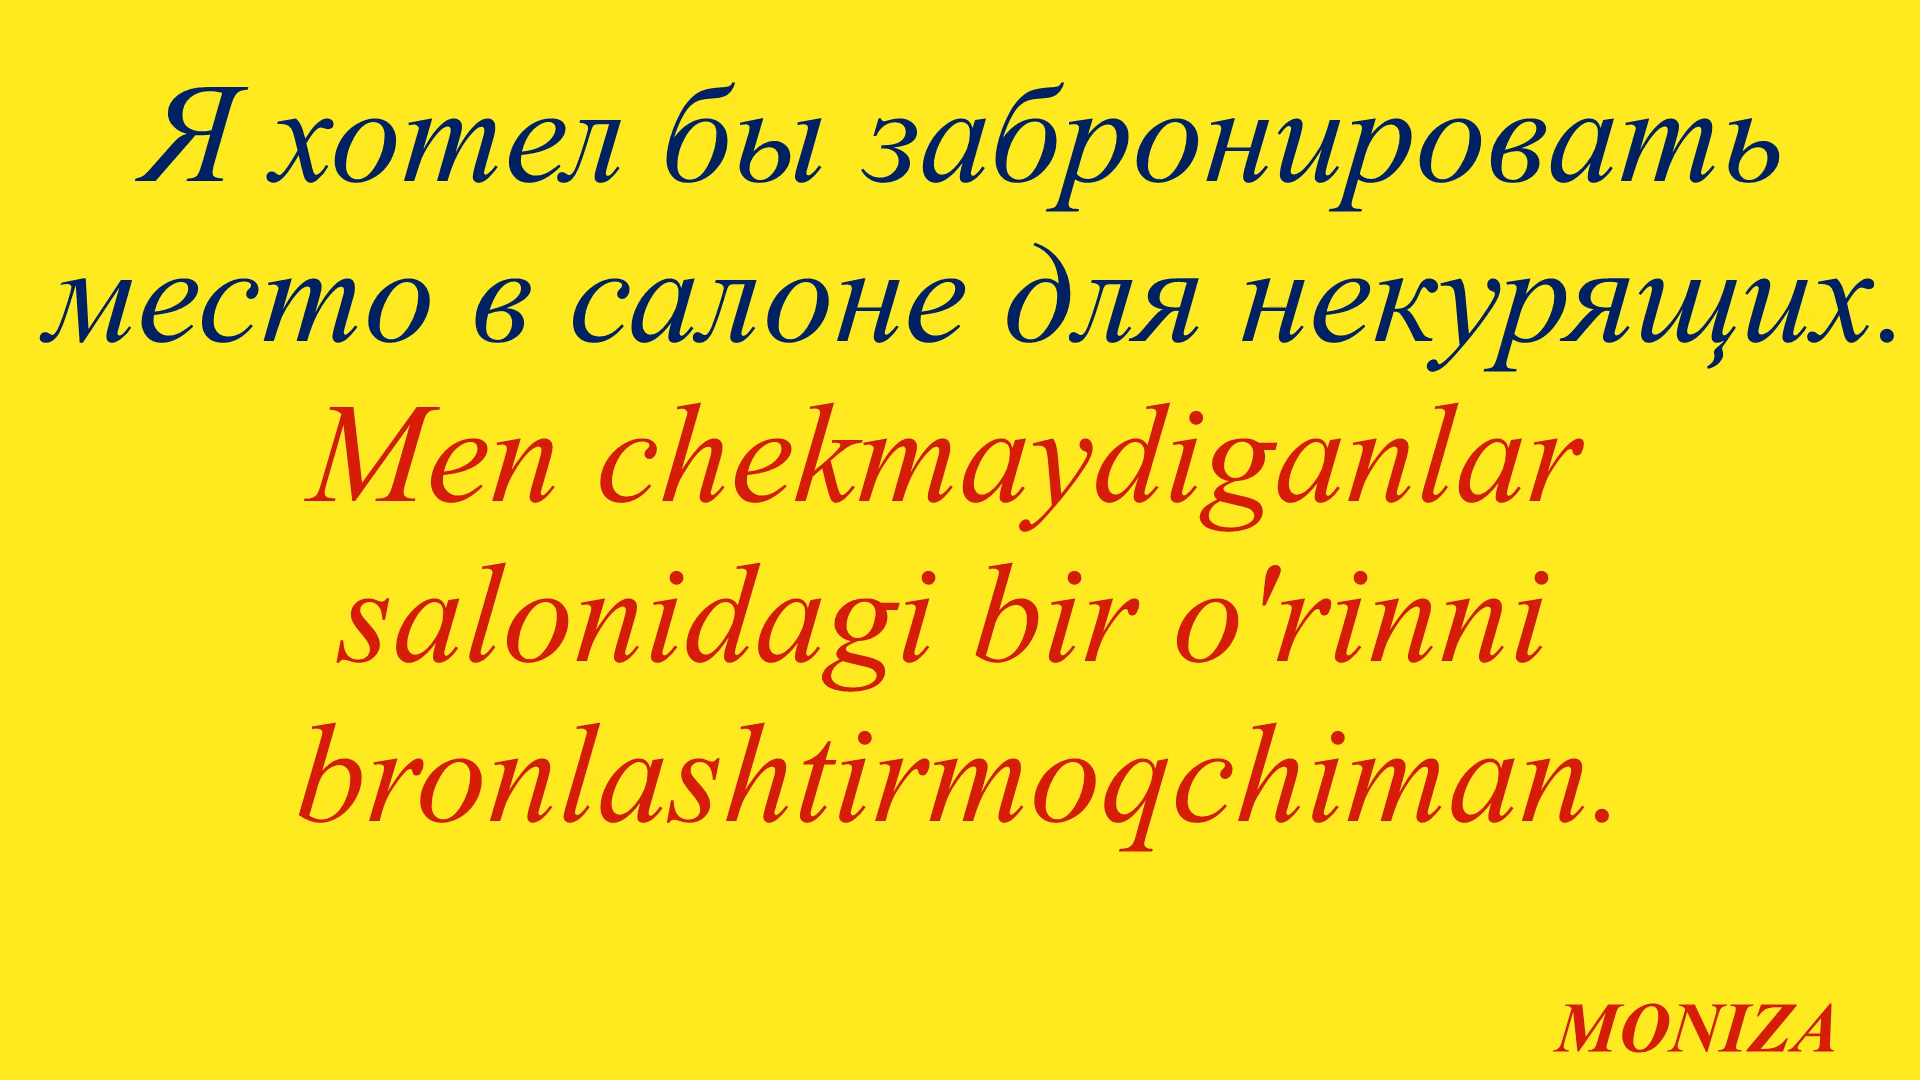 Я хотел бы забронировать
место в салоне для некурящих.
Men chekmaydiganlar
salonidagi bir o'rinni
bronlashtirmoqchiman.
MONIZA